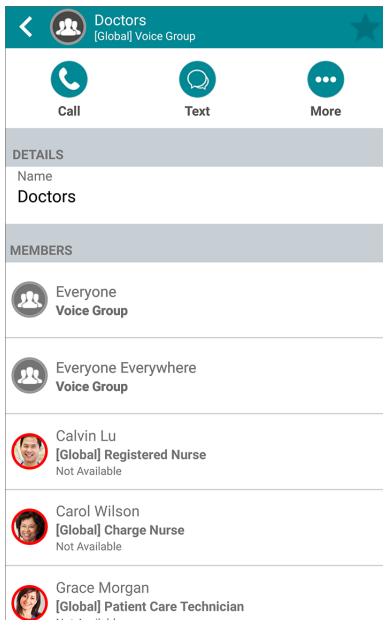 Doctors
[Global] Voice Group
Call
Text
More
DETAILS
Name
Doctors
MEMBERS
Everyone
Voice Group
Everyone Everywhere
Voice Group
Calvin Lu
[Global] Registered Nurse
Not Available
Carol Wilson
[Global] Charge Nurse
Not Available
Grace Morgan
[Global] Patient Care Technician